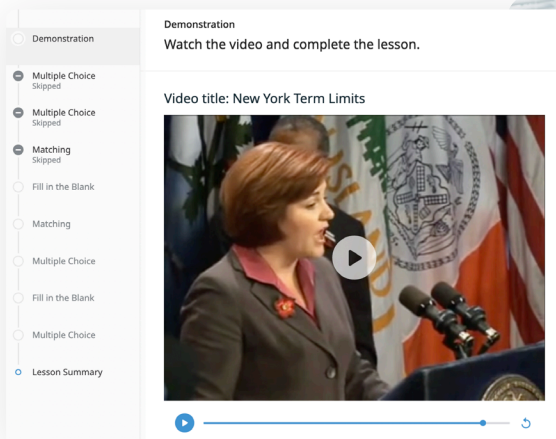 Demonstration
Multiple Choice
Skipped
Multiple Choice
Skipped
Matching
Skipped
Fill in the Blank
Matching
Multiple Choice
Fill in the Blank
Multiple Choice
Lesson Summary
Demonstration
Watch the video and complete the lesson.
Video title: New York Term Limits